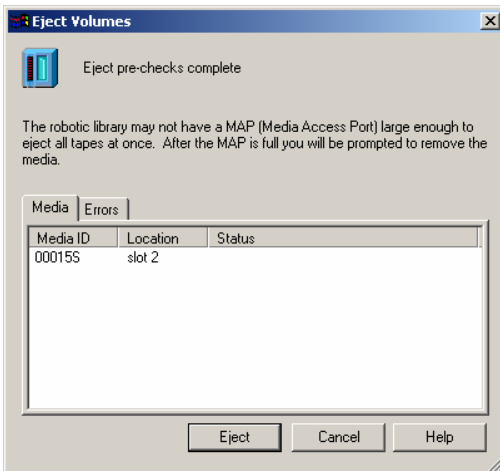 Eject Volumes
Eject pre-checks complete
The robotic library may not have a MAP (Media Access Port) large enough to
eject all tapes at once. After the MAP is full you will be prompted to remove the
media.
Media Errors
Media ID Location Status
00015S slot 2
Eject Cancel Help